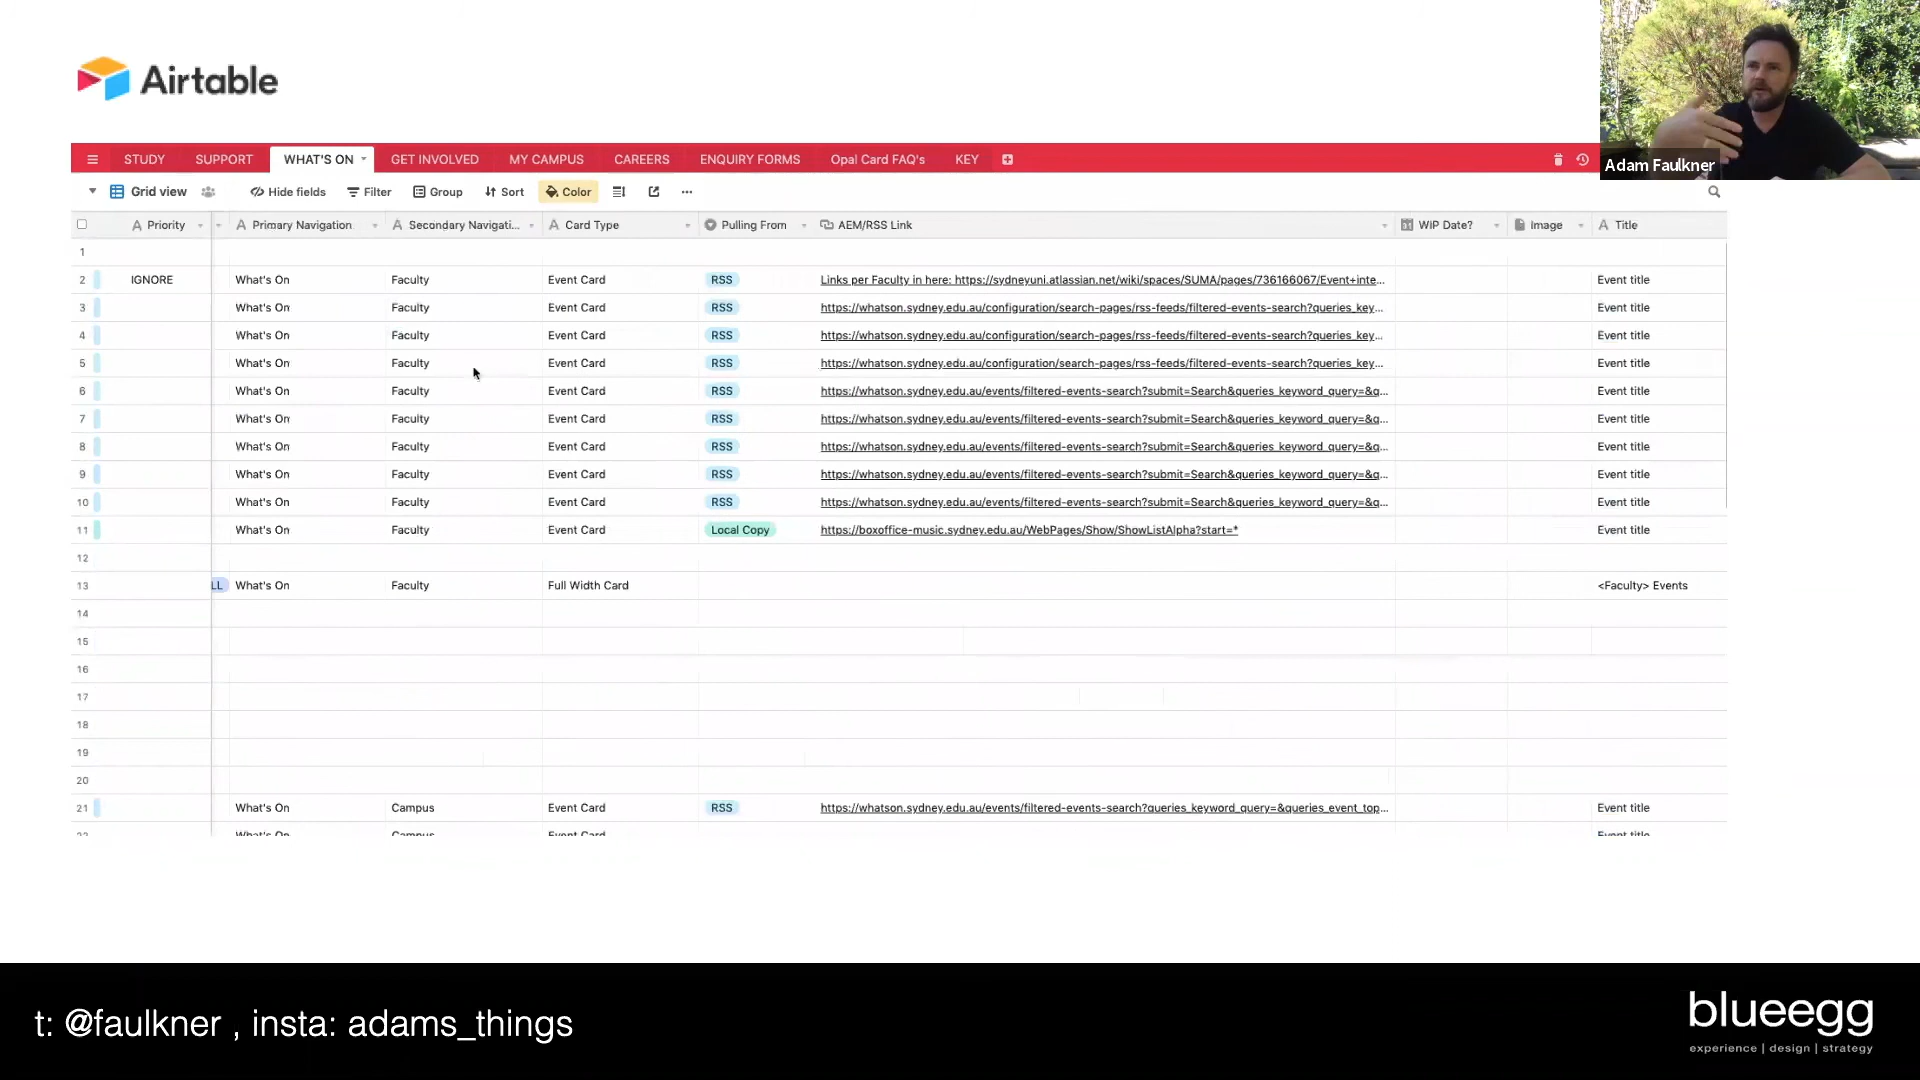 Airtable
Adam Faulkner
STUDY SUPPORT WHAT'S ON GET INVOLVED MY CAMPUS CAREERS ENQUIRY FORMS Opal Card FAQ's KEY
Grid view Hide fields Filter Group Sort Color ...
Priority Primary Navigation Secondary Navigati... Card Type Pulling From AEM/RSS Link WiP Date? Image Title
1
2 IGNORE What's On Faculty Event Card RSS Links per Faculty in here: https://sydneyuni.atlassian.net/wiki/spaces/SUMA/pages/736166067/Event+inte... Event title
3 What's On Faculty Event Card RSS https://whatson.sydney.edu.au/configuration/search-pages/rss-feeds/filtered-events-search?queries_key... Event title
4 What's On Faculty Event Card RSS https://whatson.sydney.edu.au/configuration/search-pages/rss-feeds/filtered-events-search?queries_key... Event title
5 What's On Faculty Event Card RSS https://whatson.sydney.edu.au/configuration/search-pages/rss-feeds/filtered-events-search?queries_key... Event title
6 What's On Faculty Event Card RSS https://whatson.sydney.edu.au/events/filtered-events-search?submit=Search&queries_keyword_query=&q... Event title
7 What's On Faculty Event Card RSS https://whatson.sydney.edu.au/events/filtered-events-search?submit=Search&queries_keyword_query=&q... Event title
8 What's On Faculty Event Card RSS https://whatson.sydney.edu.au/events/filtered-events-search?submit=Search&queries_keyword_query=&q... Event title
9 What's On Faculty Event Card RSS https://whatson.sydney.edu.au/events/filtered-events-search?submit=Search&queries_keyword_query=&q... Event title
10 What's On Faculty Event Card RSS https://whatson.sydney.edu.au/events/filtered-events-search?submit=Search&queries_keyword_query=&q... Event title
11 What's On Faculty Event Card Local Copy https://boxoffice-music.sydney.edu.au/WebPages/Show/ShowListAlpha?start=* Event title
12
13 LL What's On Faculty Full Width Card <Faculty> Events
14
15
16
17
18
19
20
21 What's On Campus Event Card RSS https://whatson.sydney.edu.au/events/filtered-events-search?queries_keyword_query=&queries_event_top... Event title
22 What's On Campus Event Card Event title
t: @faulkner , insta: adams_things
blueegg
experience | design | strategy